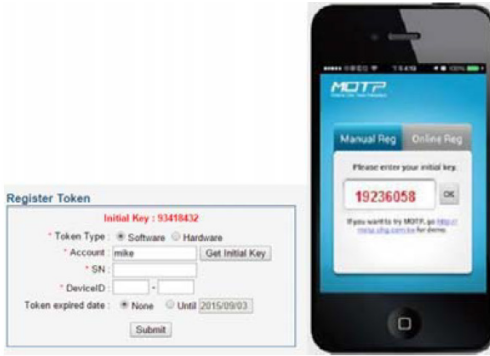 Register Token
Initial Key : 93418432
* Token Type : Software Hardware
* Account : mike Get Initial Key
* SN :
* DeviceID : -
Token expired date : None Until 2015/09/03
Submit
MOTP
Manual Reg Online Reg
Please enter your initial key.
19236058 OK
If you want to try MOTP, go http://
for demo.